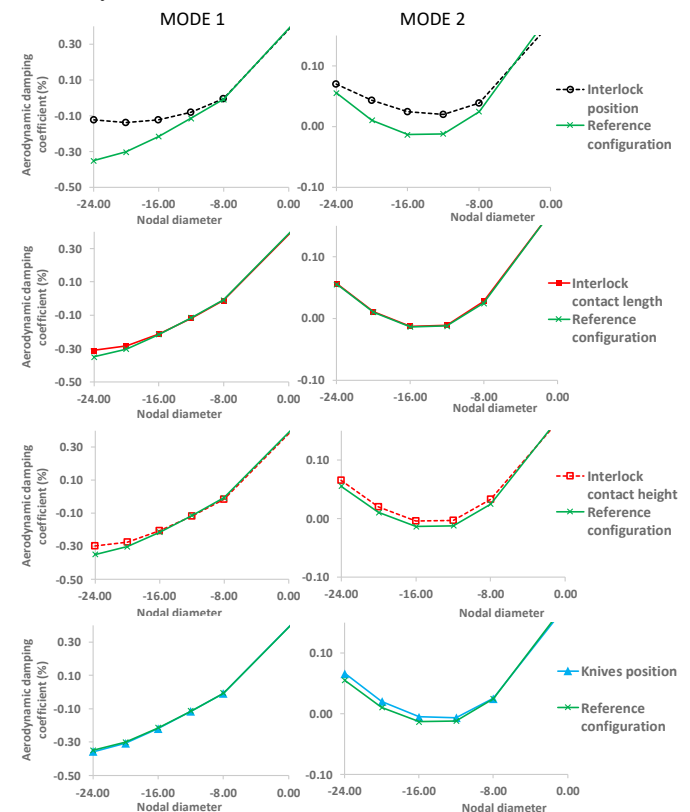 MODE 1
MODE 2
Aerodynamic damping
coefficient (%)
0.30
0.10
-0.10
-0.30
-0.50
-24.00 -16.00 -8.00 0.00
Nodal diameter
0.10
0.00
-0.10
-24.00 -16.00 -8.00 0.00
Nodal diameter
Interlock
position
Reference
configuration
Aerodynamic damping
coefficient (%)
0.30
0.10
-0.10
-0.30
-0.50
-24.00 -16.00 -8.00 0.00
Nodal diameter
0.10
0.00
-0.10
-24.00 -16.00 -8.00 0.00
Nodal diameter
Interlock
contact length
Reference
configuration
Aerodynamic damping
coefficient (%)
0.30
0.10
-0.10
-0.30
-0.50
-24.00 -16.00 -8.00 0.00
Nodal diameter
0.10
0.00
-0.10
-24.00 -16.00 -8.00 0.00
Nodal diameter
Interlock
contact height
Reference
configuration
Aerodynamic damping
coefficient (%)
0.30
0.10
-0.10
-0.30
-0.50
-24.00 -16.00 -8.00 0.00
Nodal diameter
0.10
0.00
-0.10
-24.00 -16.00 -8.00 0.00
Nodal diameter
Knives position
Reference
configuration